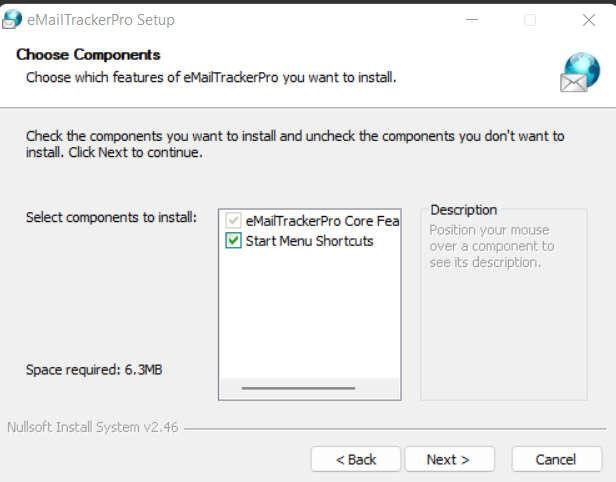 eMailTrackerPro Setup
Choose Components
Choose which features of eMailTrackerPro you want to install.
Check the components you want to install and uncheck the components you don't want to
install. Click Next to continue.
Select components to install:
eMailTrackerPro Core Fea
Start Menu Shortcuts
Description
Position your mouse
over a component to
see its description.
Space required: 6.3MB
Nullsoft Install System v2.46
< Back
Next >
Cancel